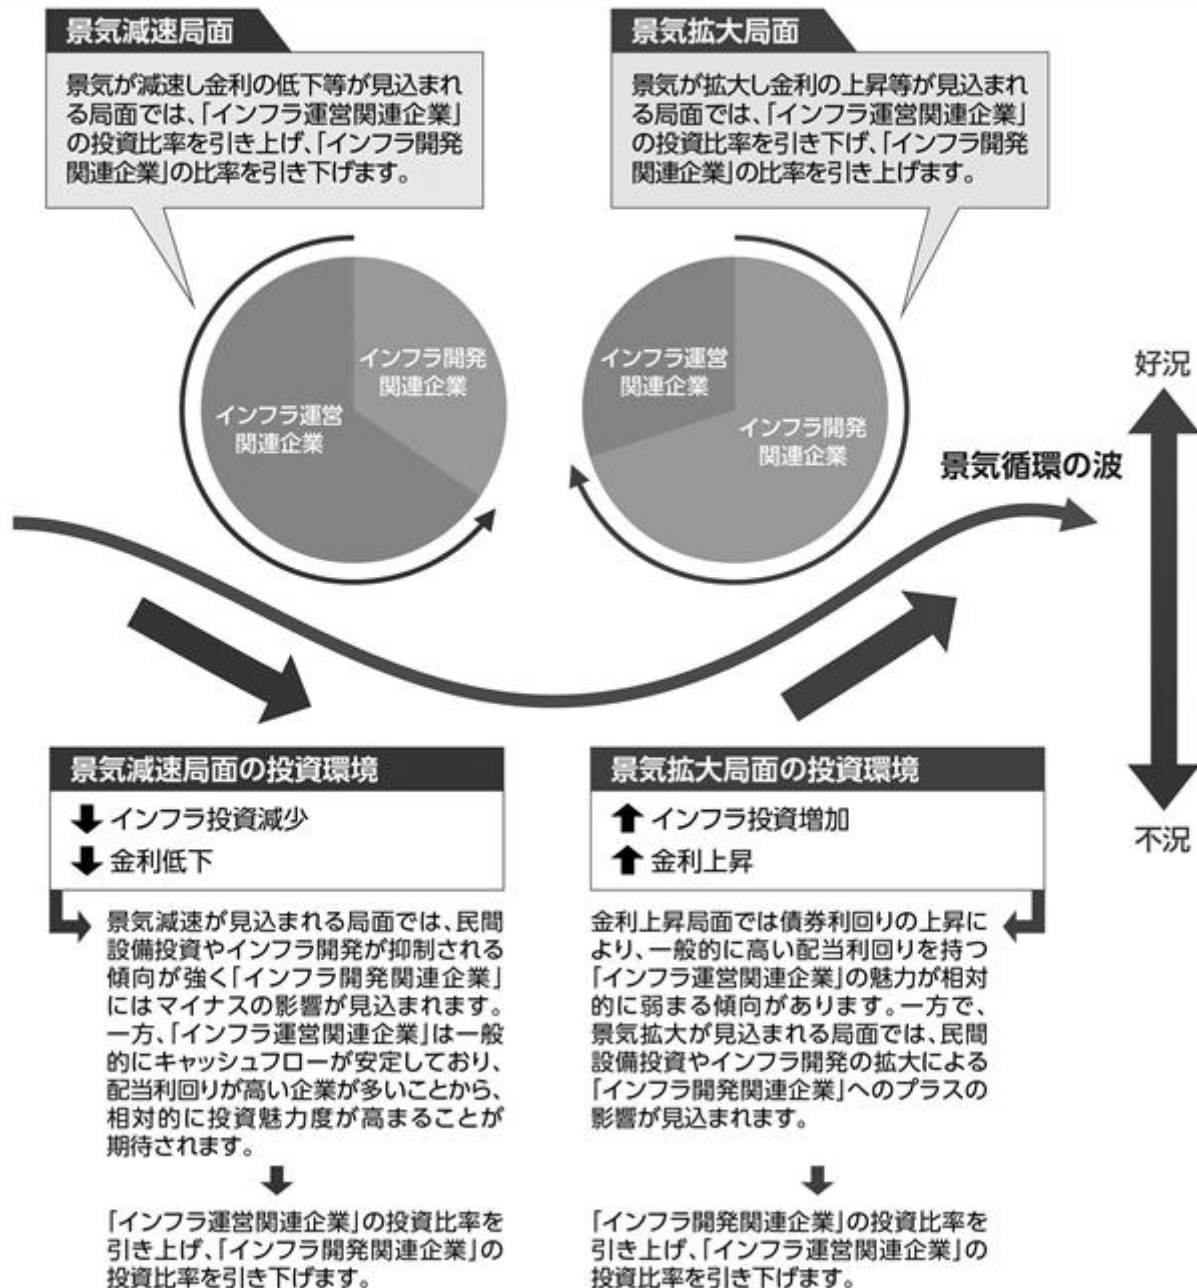 景気減速局面
景気が減速し金利の低下等が見込まれ
る局面では、「インフラ運営関連企業」
の投資比率を引き上げ、「インフラ開発
関連企業」の比率を引き下げます。
景気拡大局面
景気が拡大し金利の上昇等が見込まれ
る局面では、「インフラ運営関連企業」
の投資比率を引き下げ、「インフラ開発
関連企業」の比率を引き上げます。
インフラ開発
関連企業
インフラ運営
関連企業
インフラ運営
関連企業
インフラ開発
関連企業
好況
景気循環の波
不況
景気減速局面の投資環境
インフラ投資減少
金利低下
景気減速が見込まれる局面では、民間
設備投資やインフラ開発が抑制される
傾向が強く「インフラ開発関連企業」
にはマイナスの影響が見込まれます。
一方、「インフラ運営関連企業」は一般
的にキャッシュフローが安定しており、
配当利回りが高い企業が多いことから、
相対的に投資魅力度が高まることが
期待されます。
「インフラ運営関連企業」の投資比率を
引き上げ、「インフラ開発関連企業」の
投資比率を引き下げます。
景気拡大局面の投資環境
インフラ投資増加
金利上昇
金利上昇局面では債券利回りの上昇に
より、一般的に高い配当利回りを持つ
「インフラ運営関連企業」の魅力が相対
的に弱まる傾向があります。一方で、
景気拡大が見込まれる局面では、民間
設備投資やインフラ開発の拡大による
「インフラ開発関連企業」へのプラスの
影響が見込まれます。
「インフラ開発関連企業」の投資比率を
引き上げ、「インフラ運営関連企業」の
投資比率を引き下げます。